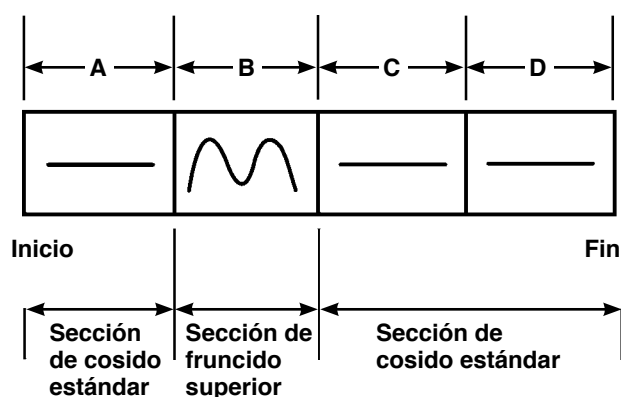 A B C D
Inicio Fin
Sección de cosido estándar
Sección de fruncido superior
Sección de cosido estándar